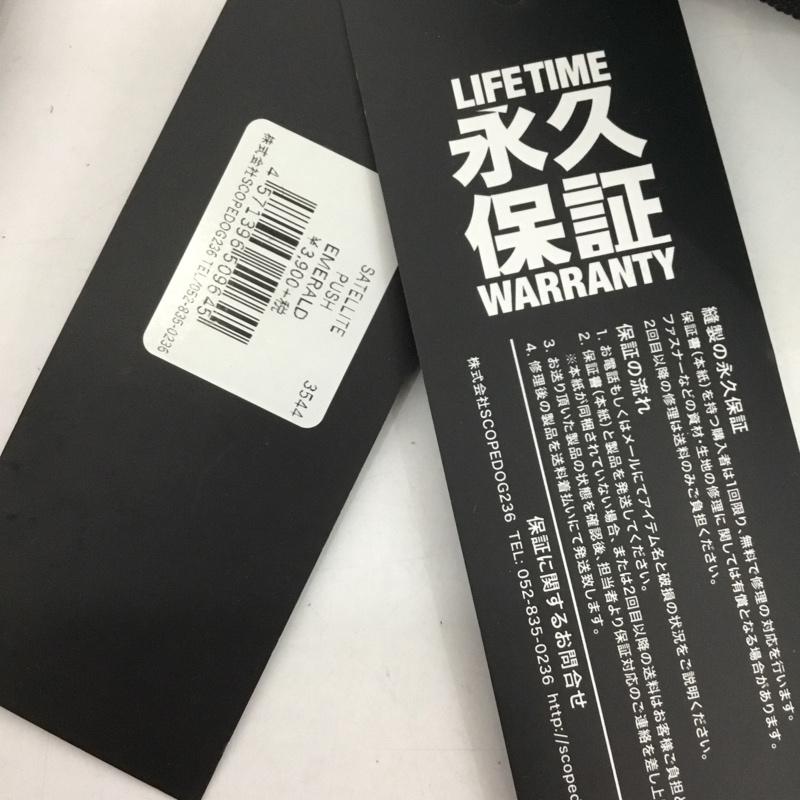 SATELLITE 3544
PUSH
EMERALD
¥3,900+税
4 571396 509645
株式会社SCOPEDOG236 TEL/052-835-0236
LIFETIME
永久
保証
WARRANTY
縫製の永久保証
保証書(本紙)を持つ購入者は1回限り、無料で修理の対応を行います。
ファスナーなどの資材・生地の修理に関しては有償となる場合があります。
2回目以降の修理は送料のみご負担ください。
保証の流れ
1. お電話もしくはメールにてアイテム名と破損の状況をご説明ください。
2. 保証書(本紙)と製品を発送してください。
※本紙が同梱されていない場合、または2回目以降の送料はお客様ご負担と
3. お送り頂いた製品の状態を確認後、担当者より保証対応のご連絡を差し上
4. 修理後の製品を送料着払いにて発送致します。
保証に関するお問合せ
株式会社SCOPEDOG236 TEL: 052-835-0236 http://scoped